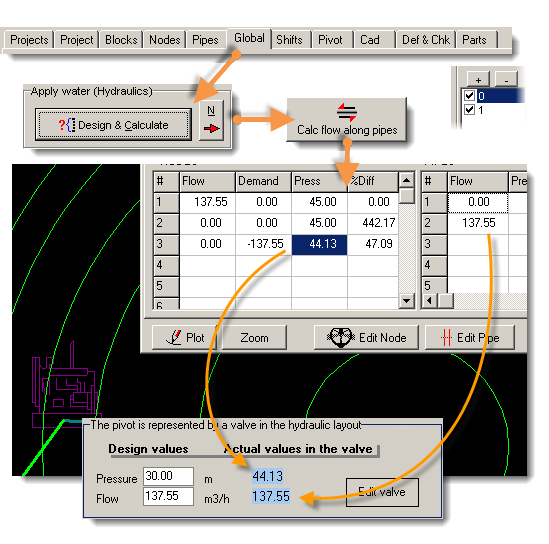 Projects Project Blocks Nodes Pipes Global Shifts Pivot Cad Def & Chk Parts
Apply water (Hydraulics)
?{ Design & Calculate
N
Calc flow along pipes
+ -
0
1
# Flow Demand Press %Diff
1 137.55 0.00 45.00 0.00
2 0.00 0.00 45.00 442.17
3 0.00 -137.55 44.13 47.09
4
5
6
# Flow Pre
1 0.00
2 137.55
3
4
5
Plot Zoom Edit Node Edit Pipe
The pivot is represented by a valve in the hydraulic layout
Design values Actual values in the valve
Pressure 30.00 m 44.13
Flow 137.55 m3/h 137.55
Edit valve